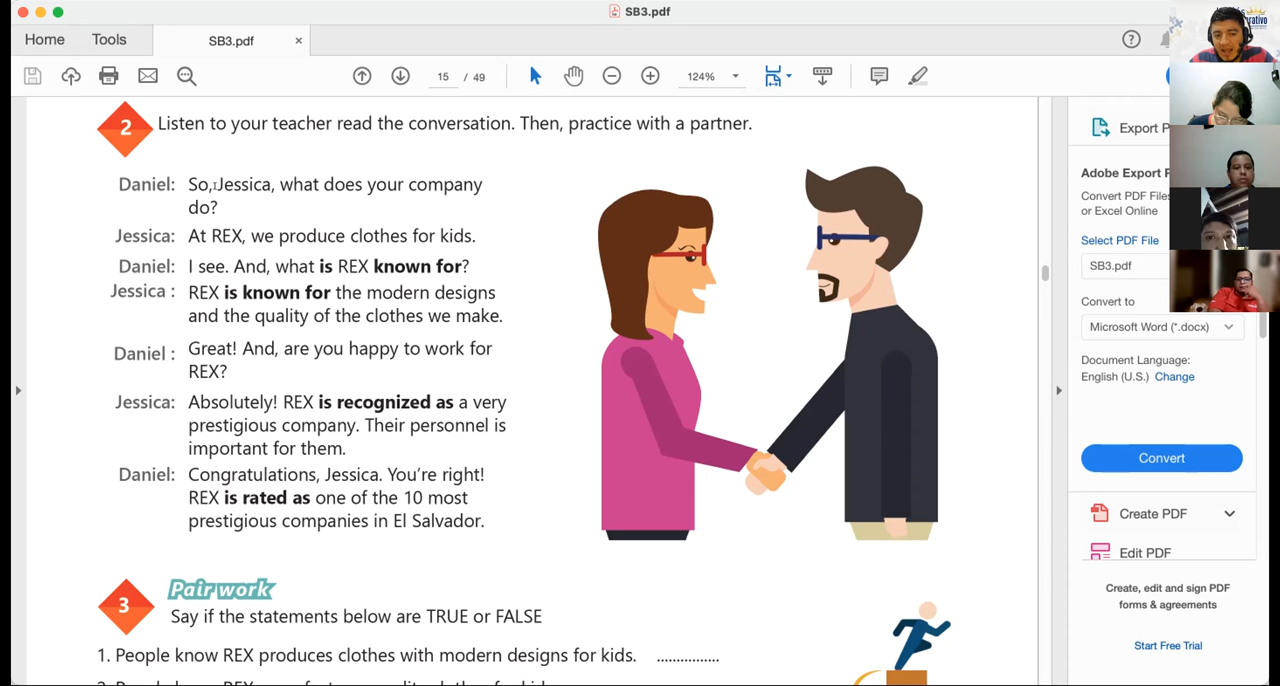 SB3.pdf
Home
Tools
SB3.pdf
×
15
/ 49
124%
2
Listen to your teacher read the conversation. Then, practice with a partner.
Daniel: So, Jessica, what does your company
do?
Jessica: At REX, we produce clothes for kids.
Daniel: I see. And, what is REX known for?
Jessica : REX is known for the modern designs
and the quality of the clothes we make.
Daniel : Great! And, are you happy to work for
REX?
Jessica: Absolutely! REX is recognized as a very
prestigious company. Their personnel is
important for them.
Daniel: Congratulations, Jessica. You're right!
REX is rated as one of the 10 most
prestigious companies in El Salvador.
3
Pair work
Say if the statements below are TRUE or FALSE
1. People know REX produces clothes with modern designs for kids. ...............
Export P
Adobe Export P
Convert PDF Files
or Excel Online
Select PDF File
SB3.pdf
Convert to
Microsoft Word (*.docx)
Document Language:
English (U.S.) Change
Convert
Create PDF
Edit PDF
Create, edit and sign PDF
forms & agreements
Start Free Trial